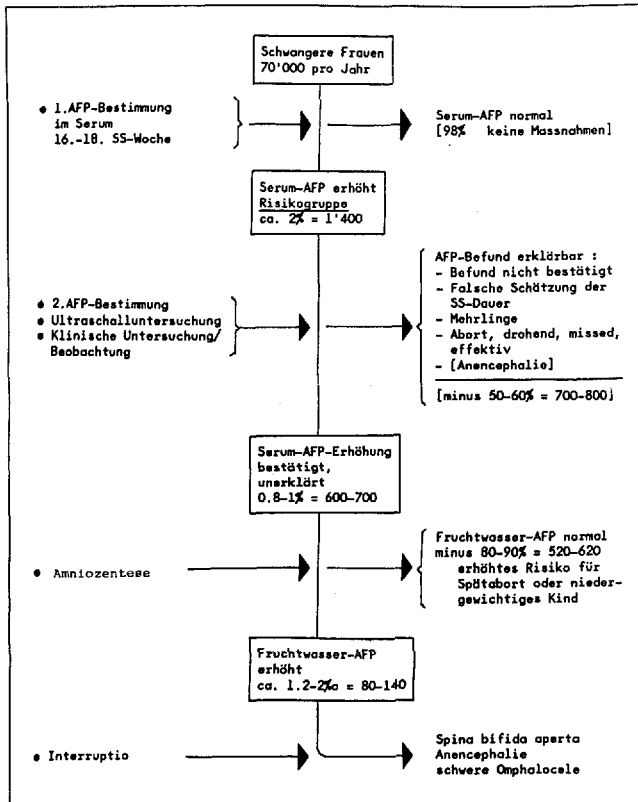 Schwangere Frauen
70'000 pro Jahr
● 1.AFP-Bestimmung
im Serum
16.-18. SS-Woche
Serum-AFP normal
[98% keine Massnahmen]
Serum-AFP erhöht
Risikogruppe
ca. 2% = 1'400
● 2.AFP-Bestimmung
● Ultraschalluntersuchung
● Klinische Untersuchung/
Beobachtung
AFP-Befund erklärbar :
- Befund nicht bestätigt
- Falsche Schätzung der
SS-Dauer
- Mehrlinge
- Abort, drohend, missed,
effektiv
- [Anencephalie]
[minus 50-60% = 700-800]
Serum-AFP-Erhöhung
bestätigt,
unerklärt
0.8-1% = 600-700
● Amniozentese
Fruchtwasser-AFP normal
minus 80-90% = 520-620
erhöhtes Risiko für
Spätabort oder nieder-
gewichtiges Kind
Fruchtwasser-AFP
erhöht
ca. 1.2-2%o = 80-140
● Interruptio
Spina bifida aperta
Anencephalie
schwere Omphalocele